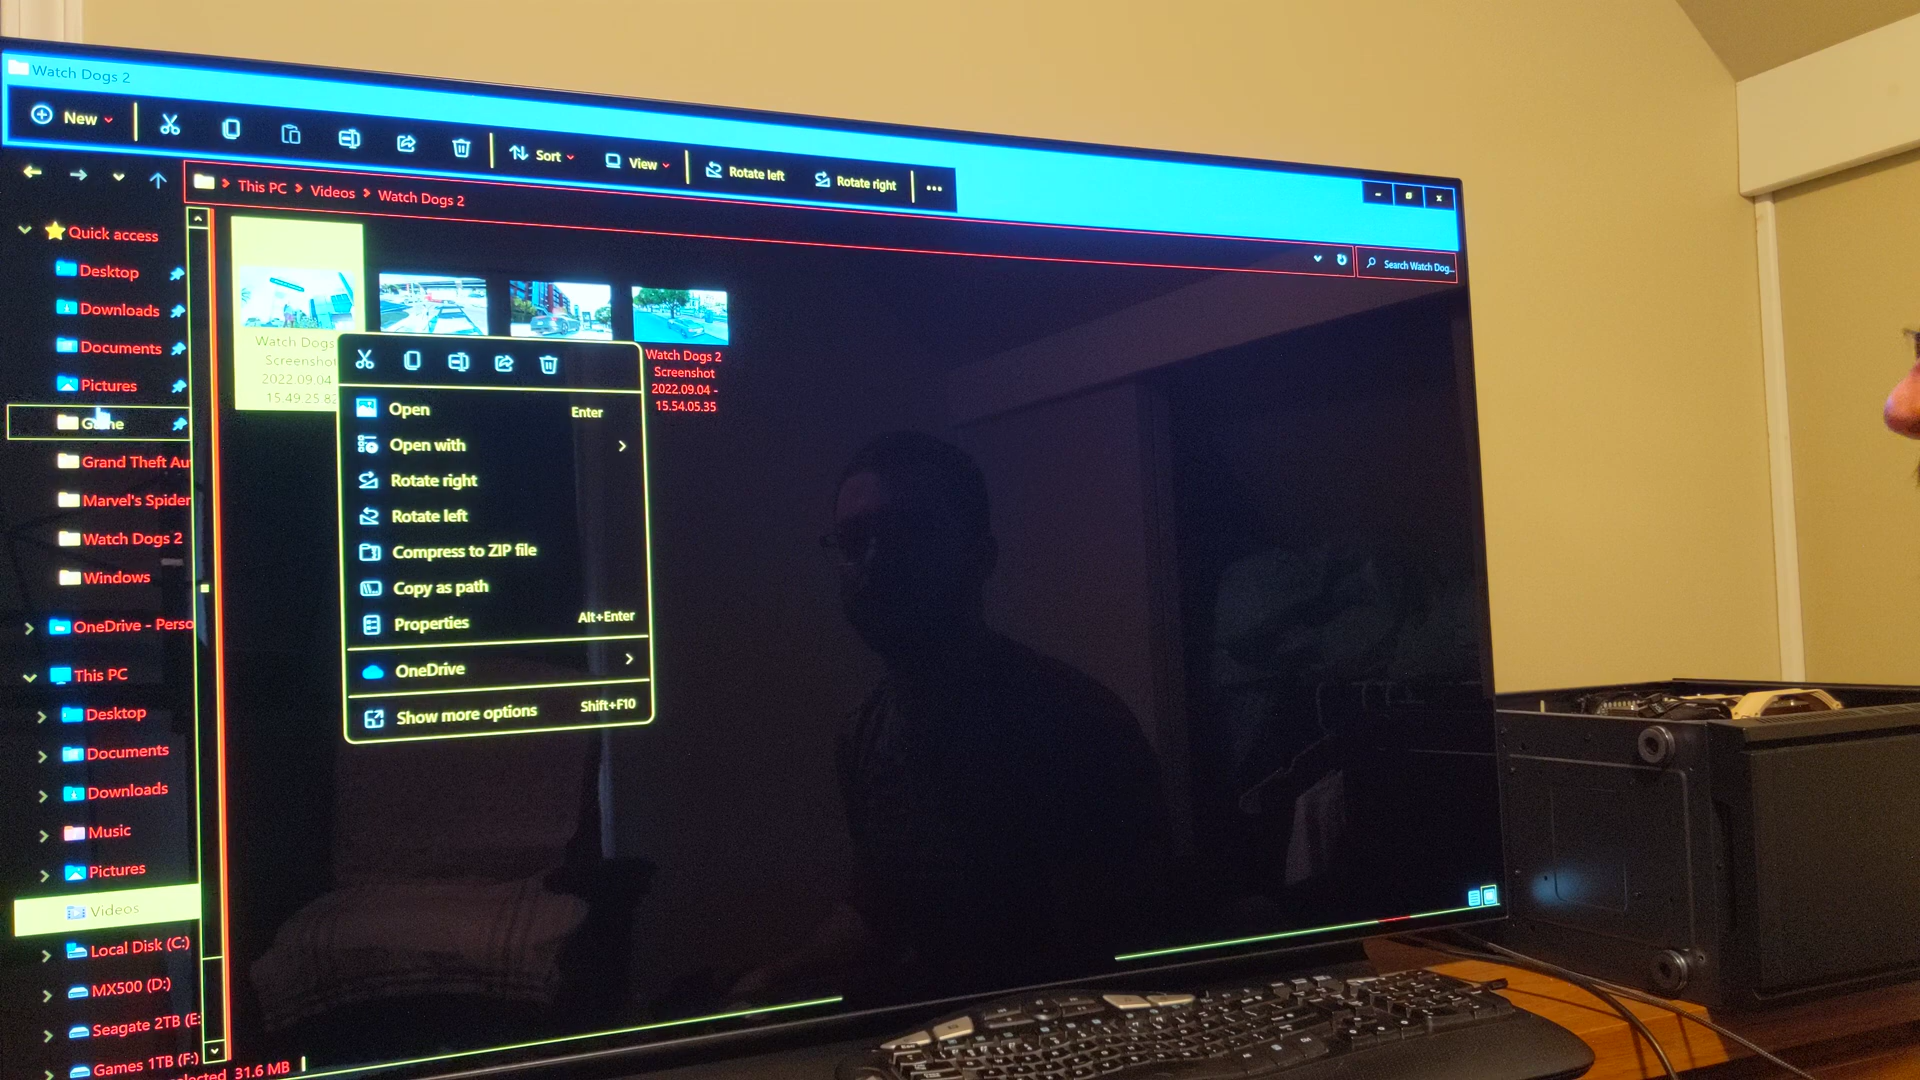 Watch Dogs 2
New
Sort
View
Rotate left
Rotate right
This PC > Videos > Watch Dogs 2
Search Watch Dog...
Quick access
Desktop
Downloads
Documents
Pictures
Game
Grand Theft Au
Marvel's Spider
Watch Dogs 2
Windows
OneDrive - Perso
This PC
Desktop
Documents
Downloads
Music
Pictures
Videos
Local Disk (C:)
MX500 (D:)
Seagate 2TB (E:
Games 1TB (F:)
31.6 MB
Watch Dogs
Screenshot
2022.09.04
15.49.25 82
Watch Dogs 2
Screenshot
2022.09.04 -
15.54.05.35
Open Enter
Open with
Rotate right
Rotate left
Compress to ZIP file
Copy as path
Properties Alt+Enter
OneDrive
Show more options Shift+F10